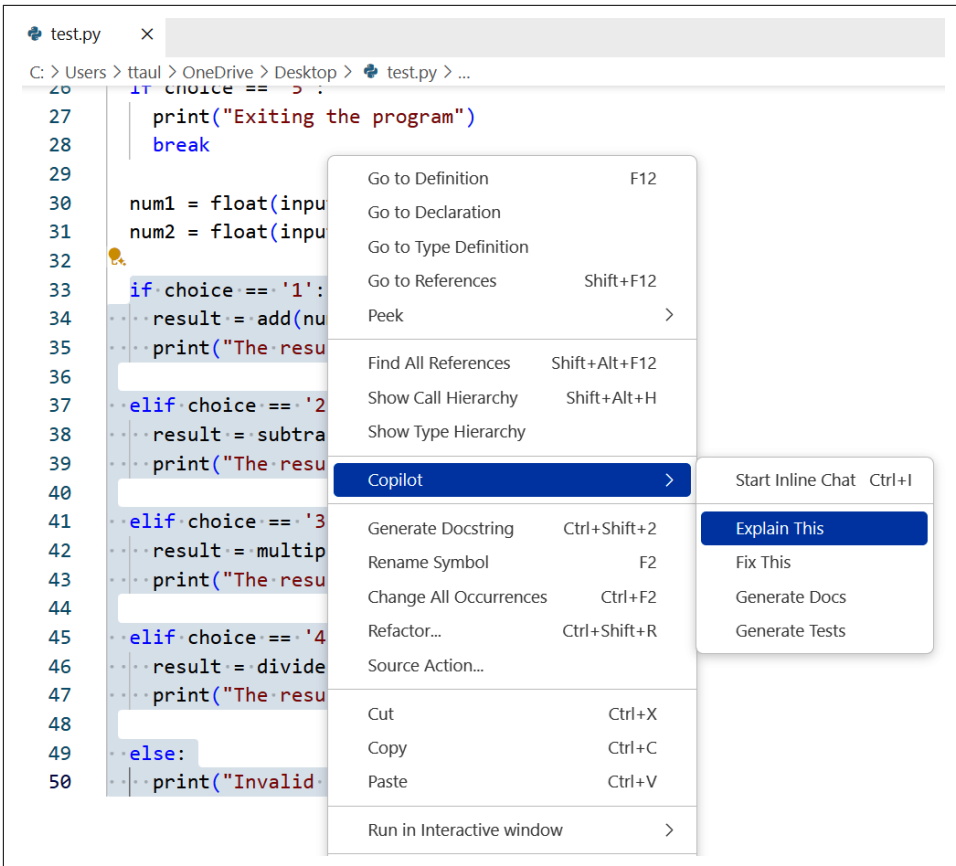 test.py ×
C: > Users > ttaul > OneDrive > Desktop > test.py > ...
26 if choice == '5':
27 print("Exiting the program")
28 break
29
30 num1 = float(inpu
31 num2 = float(inpu
32
33 if choice == '1':
34 result = add(nu
35 print("The resu
36
37 elif choice == '2
38 result = subtra
39 print("The resu
40
41 elif choice == '3
42 result = multip
43 print("The resu
44
45 elif choice == '4
46 result = divide
47 print("The resu
48
49 else:
50 print("Invalid
Go to Definition F12
Go to Declaration
Go to Type Definition
Go to References Shift+F12
Peek >
Find All References Shift+Alt+F12
Show Call Hierarchy Shift+Alt+H
Show Type Hierarchy
Copilot >
Generate Docstring Ctrl+Shift+2
Rename Symbol F2
Change All Occurrences Ctrl+F2
Refactor... Ctrl+Shift+R
Source Action...
Cut Ctrl+X
Copy Ctrl+C
Paste Ctrl+V
Run in Interactive window >
Start Inline Chat Ctrl+I
Explain This
Fix This
Generate Docs
Generate Tests